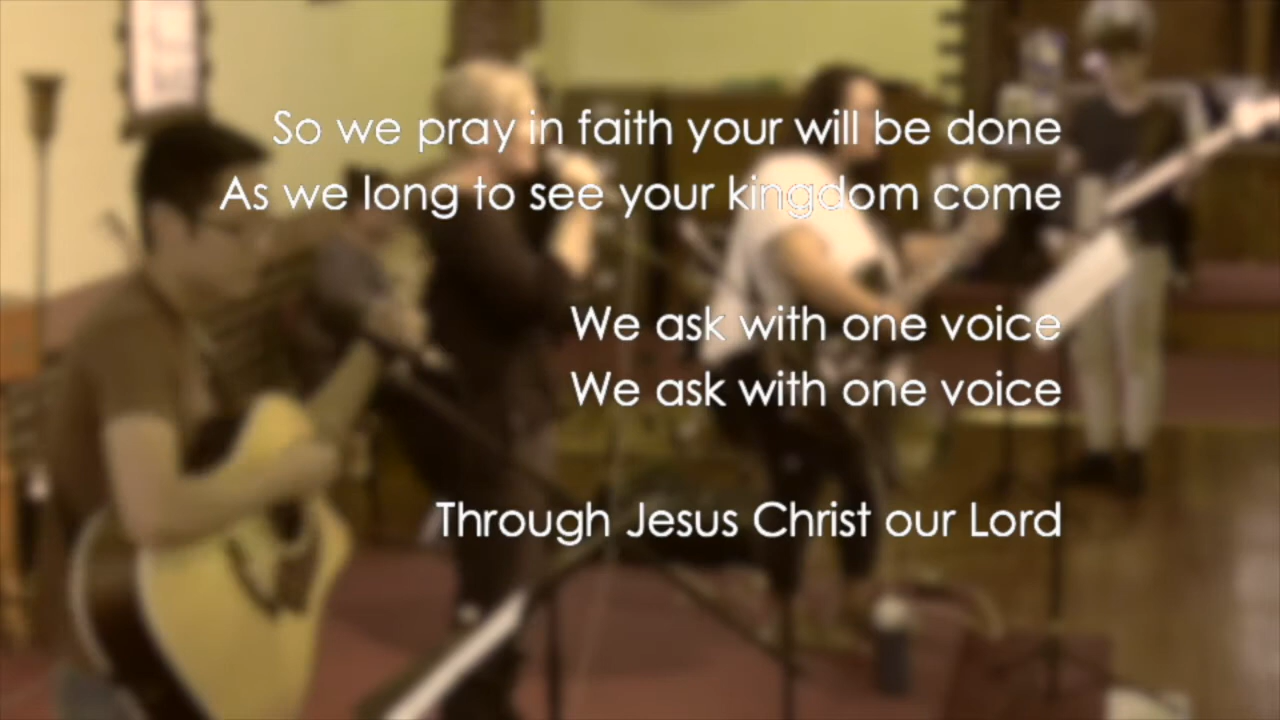 So we pray in faith your will be done
As we long to see your kingdom come
We ask with one voice
We ask with one voice
Through Jesus Christ our Lord